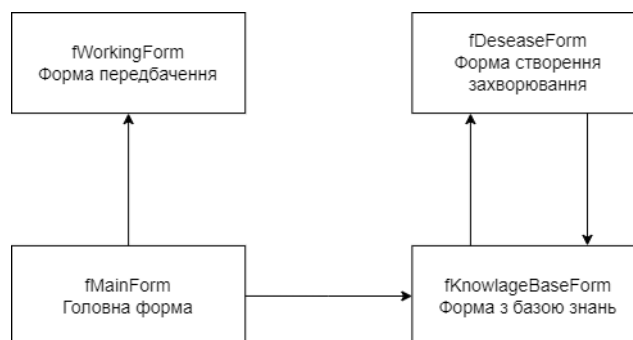 fWorkingForm
Форма передбачення
fDeseaseForm
Форма створення
захворювання
fMainForm
Головна форма
fKnowlageBaseForm
Форма з базою знань